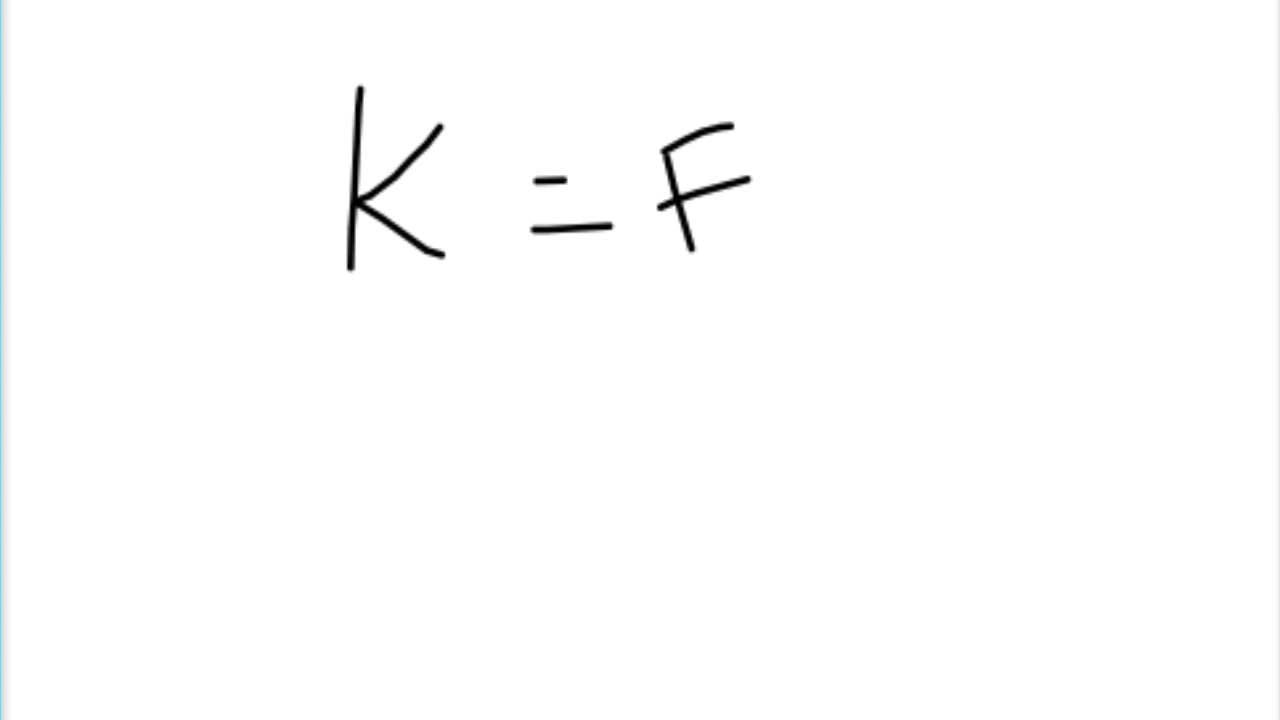 K = F